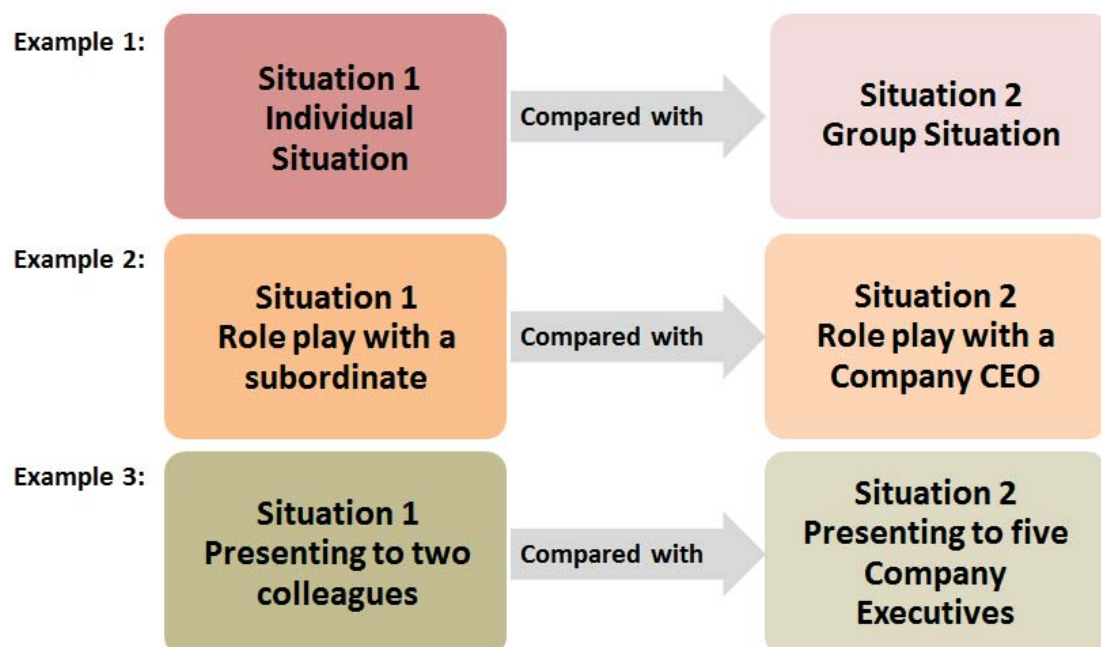 Example 1:
Situation 1
Individual
Situation
Compared with
Situation 2
Group Situation
Example 2:
Situation 1
Role play with a
subordinate
Compared with
Situation 2
Role play with a
Company CEO
Example 3:
Situation 1
Presenting to two
colleagues
Compared with
Situation 2
Presenting to five
Company
Executives